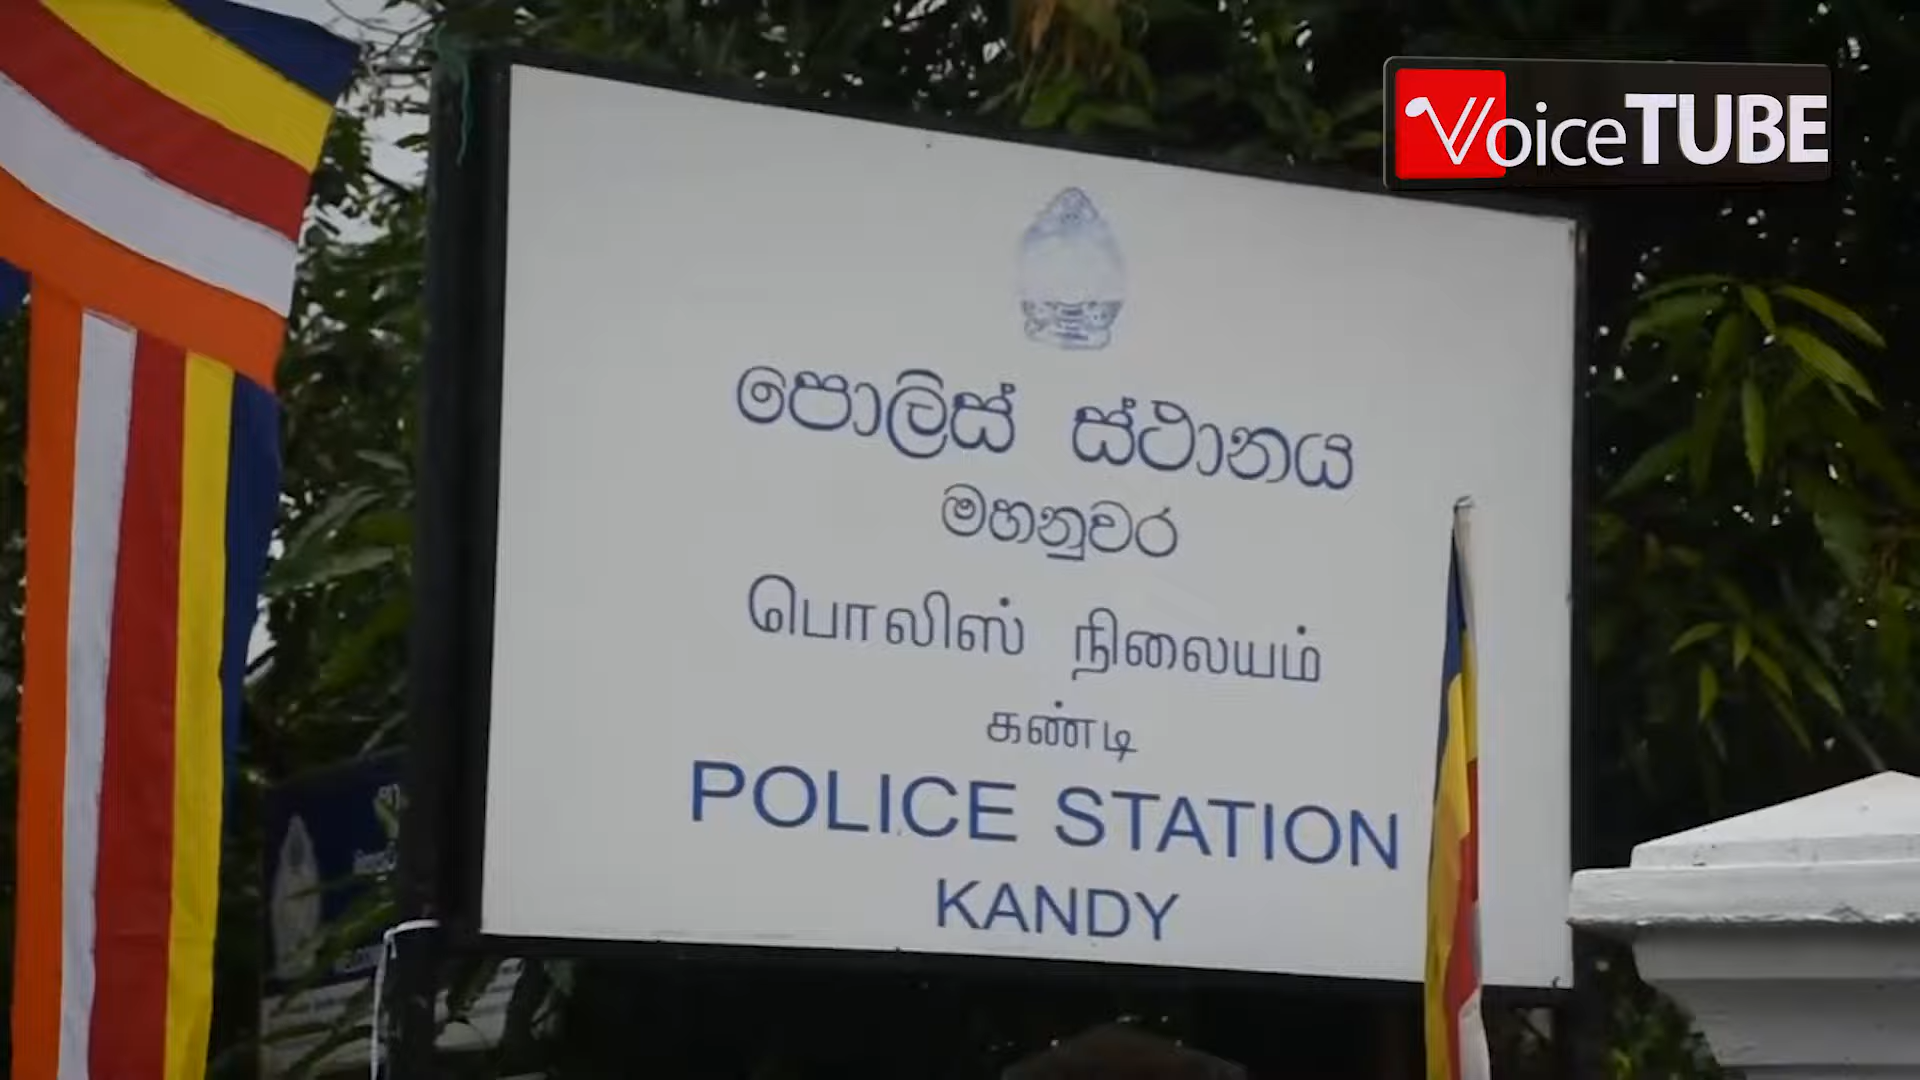 VoiceTUBE
පොලිස් ස්ථානය
මහනුවර
பொலிஸ் நிலையம்
கண்டி
POLICE STATION
KANDY